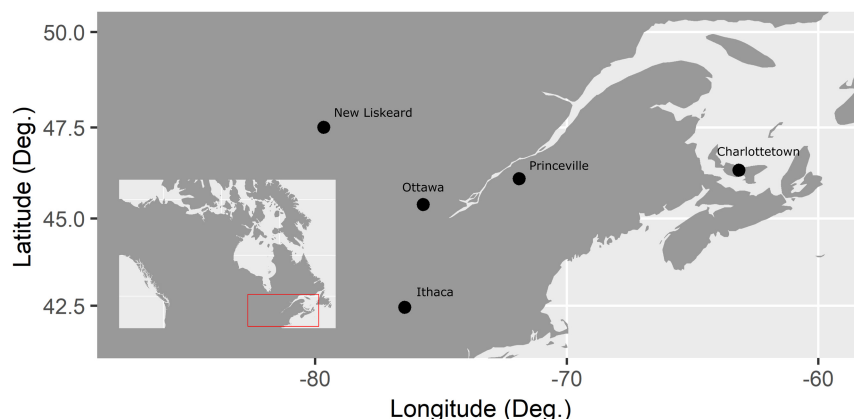 50.0
New Liskeard
47.5
Charlottetown
Princeville
Ottawa
45.0
Ithaca
42.5
Latitude (Deg.)
-80
-70
-60
Longitude (Deg.)